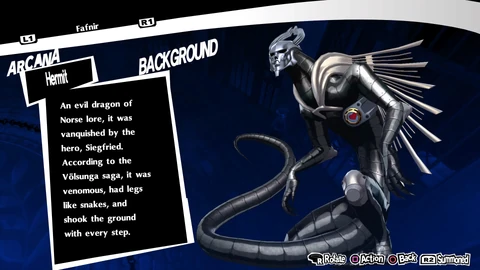 L1
Fafnir
R1
ARCANA
Hermit
BACKGROUND
An evil dragon of
Norse lore, it was
vanquished by the
hero, Siegfried.
According to the
Völsunga saga, it was
venomous, had legs
like snakes, and
shook the ground
with every step.
R Rotate Action Back L2 Summoned